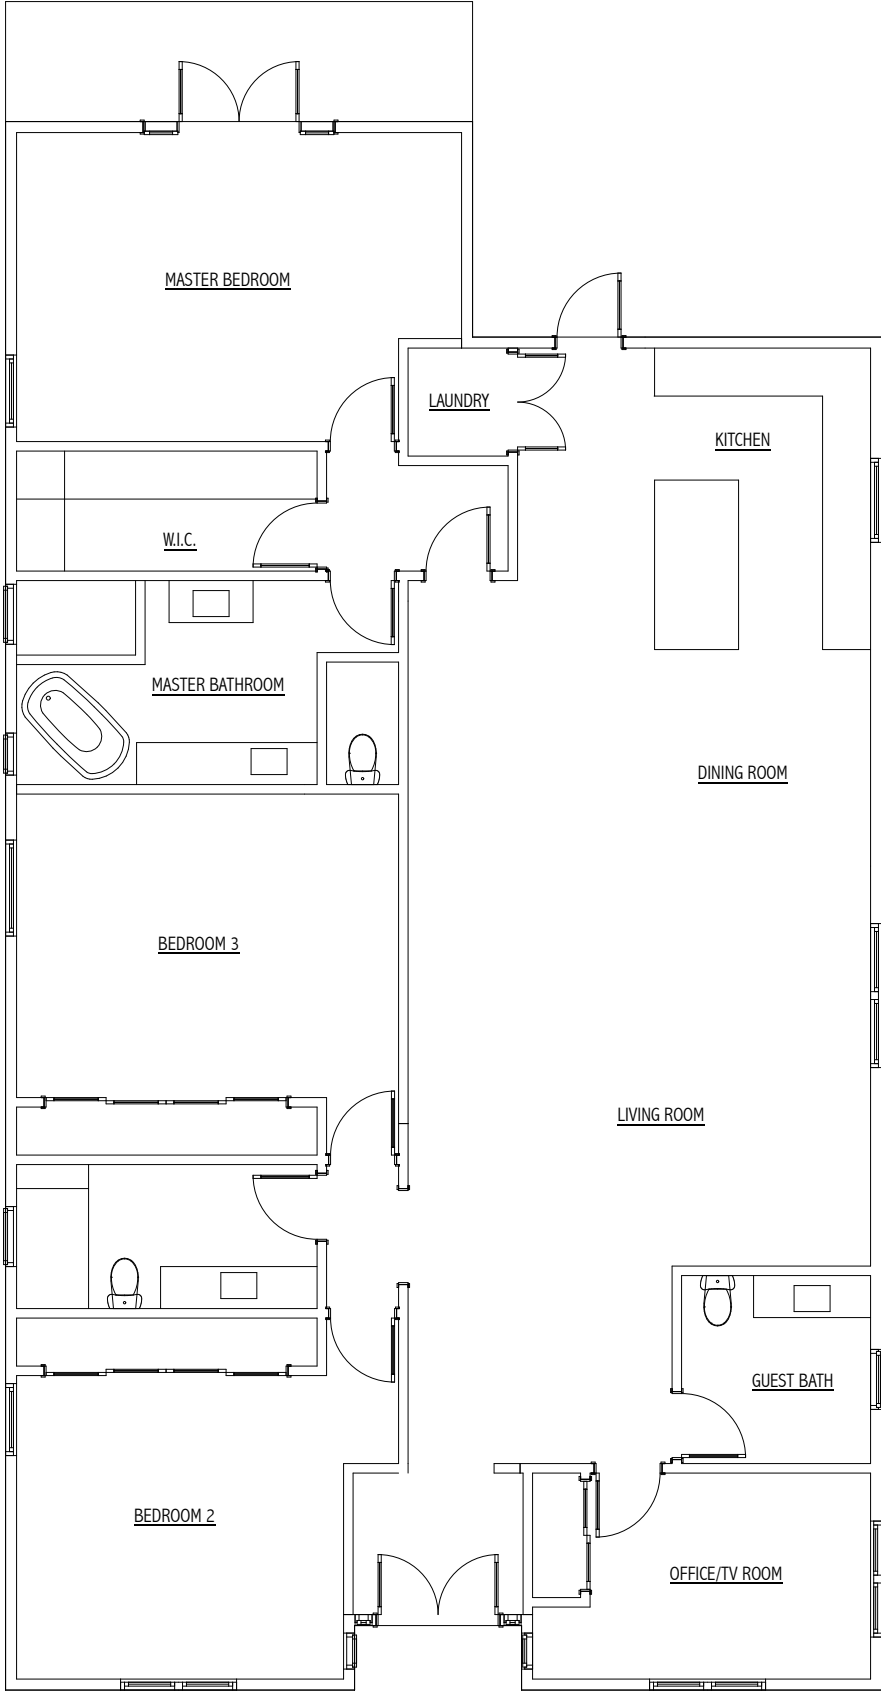 MASTER BEDROOM
LAUNDRY
KITCHEN
W.I.C.
MASTER BATHROOM
DINING ROOM
BEDROOM 3
LIVING ROOM
GUEST BATH
BEDROOM 2
OFFICE/TV ROOM